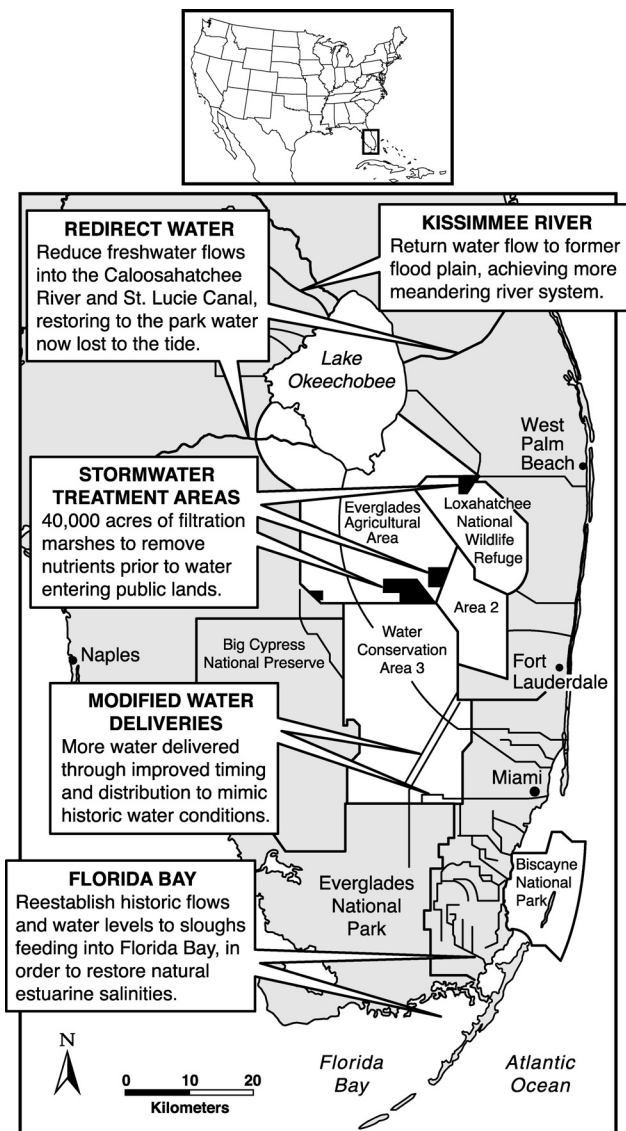 REDIRECT WATER
Reduce freshwater flows
into the Caloosahatchee
River and St. Lucie Canal,
restoring to the park water
now lost to the tide.
KISSIMMEE RIVER
Return water flow to former
flood plain, achieving more
meandering river system.
Lake
Okeechobee
West
Palm
Beach
STORMWATER
TREATMENT AREAS
40,000 acres of filtration
marshes to remove
nutrients prior to water
entering public lands.
Everglades
Agricultural
Area
Loxahatchee
National
Wildlife
Refuge
Area 2
Naples
Big Cypress
National Preserve
Water
Conservation
Area 3
Fort
Lauderdale
MODIFIED WATER
DELIVERIES
More water delivered
through improved timing
and distribution to mimic
historic water conditions.
Miami
FLORIDA BAY
Reestablish historic flows
and water levels to sloughs
feeding into Florida Bay, in
order to restore natural
estuarine salinities.
Everglades
National
Park
Biscayne
National
Park
N
0 10 20
Kilometers
Florida
Bay
Atlantic
Ocean